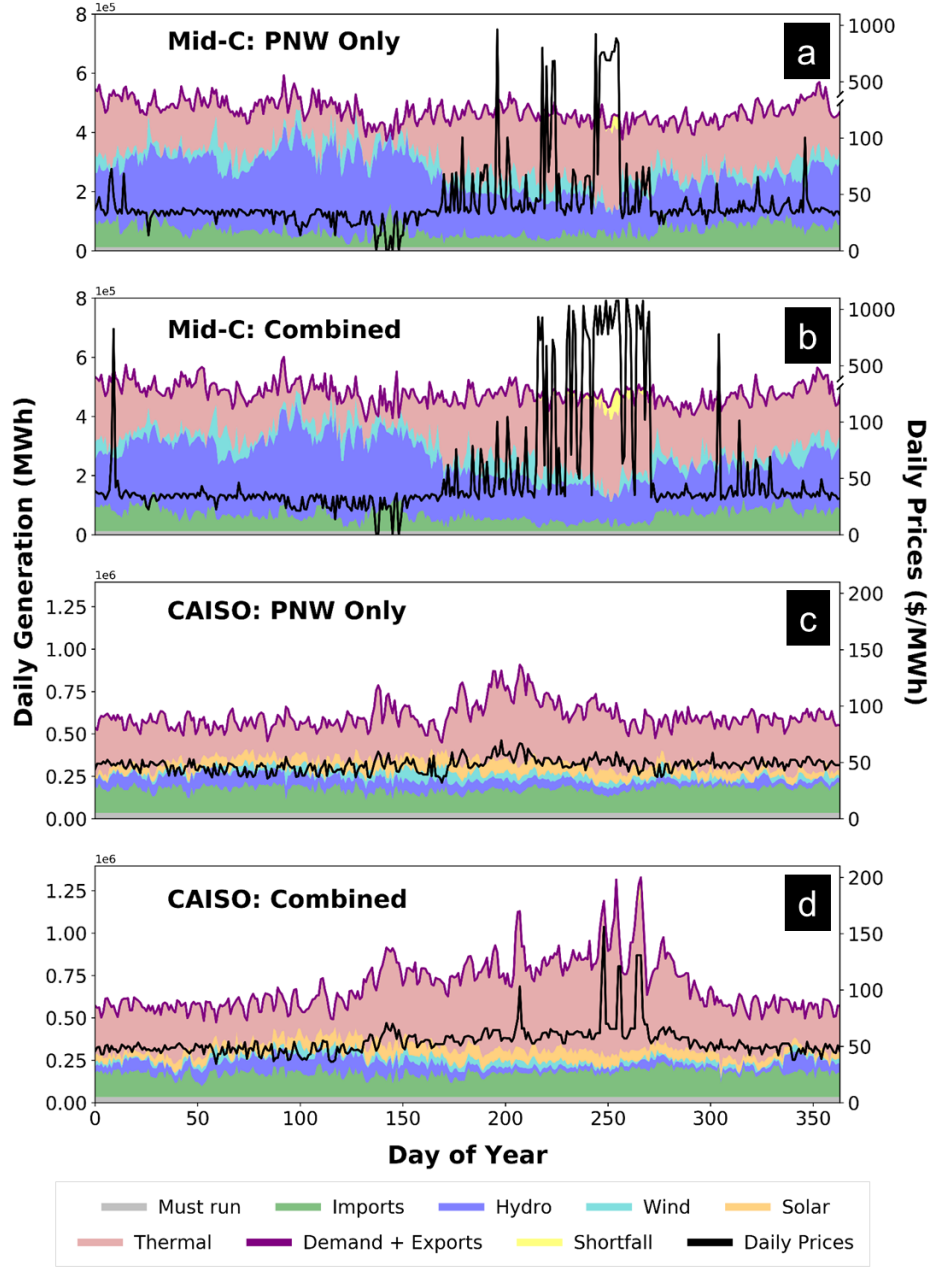 1e5
Mid-C: PNW Only
a
8
6
4
2
0
1000
500
100
50
0
1e5
Mid-C: Combined
b
8
6
4
2
0
1000
500
100
50
0
Daily Generation (MWh)
Daily Prices ($/MWh)
1e6
CAISO: PNW Only
c
1.25
1.00
0.75
0.50
0.25
0.00
200
150
100
50
0
1e6
CAISO: Combined
d
1.25
1.00
0.75
0.50
0.25
0.00
200
150
100
50
0
0 50 100 150 200 250 300 350
Day of Year
Must run Imports Hydro Wind Solar
Thermal Demand + Exports Shortfall Daily Prices